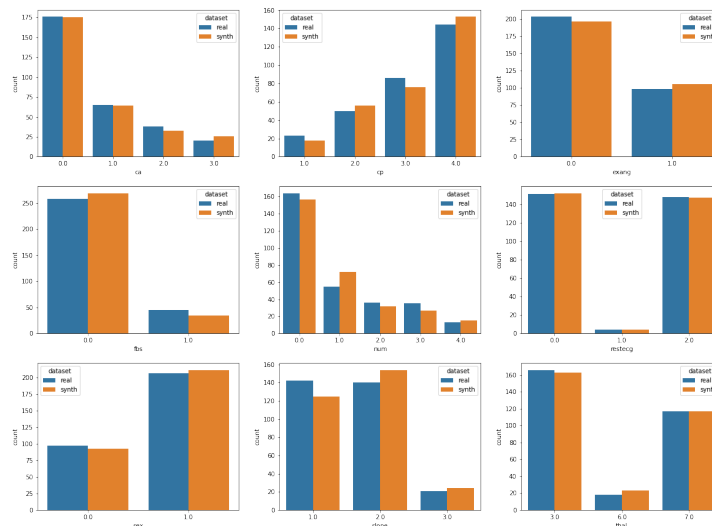 dataset
real
synth
175
150
125
100
75
50
25
0
count
0.0 1.0 2.0 3.0
ca
dataset
real
synth
160
140
120
100
80
60
40
20
0
count
1.0 2.0 3.0 4.0
cp
dataset
real
synth
200
175
150
125
100
75
50
25
0
count
0.0 1.0
exang
dataset
real
synth
250
200
150
100
50
0
count
0.0 1.0
fbs
dataset
real
synth
160
140
120
100
80
60
40
20
0
count
0.0 1.0 2.0 3.0 4.0
num
dataset
real
synth
140
120
100
80
60
40
20
0
count
0.0 1.0 2.0
restecg
dataset
real
synth
200
175
150
125
100
75
50
25
0
count
0.0 1.0
sex
dataset
real
synth
160
140
120
100
80
60
40
20
0
count
1.0 2.0 3.0
slope
dataset
real
synth
160
140
120
100
80
60
40
20
0
count
3.0 6.0 7.0
thal